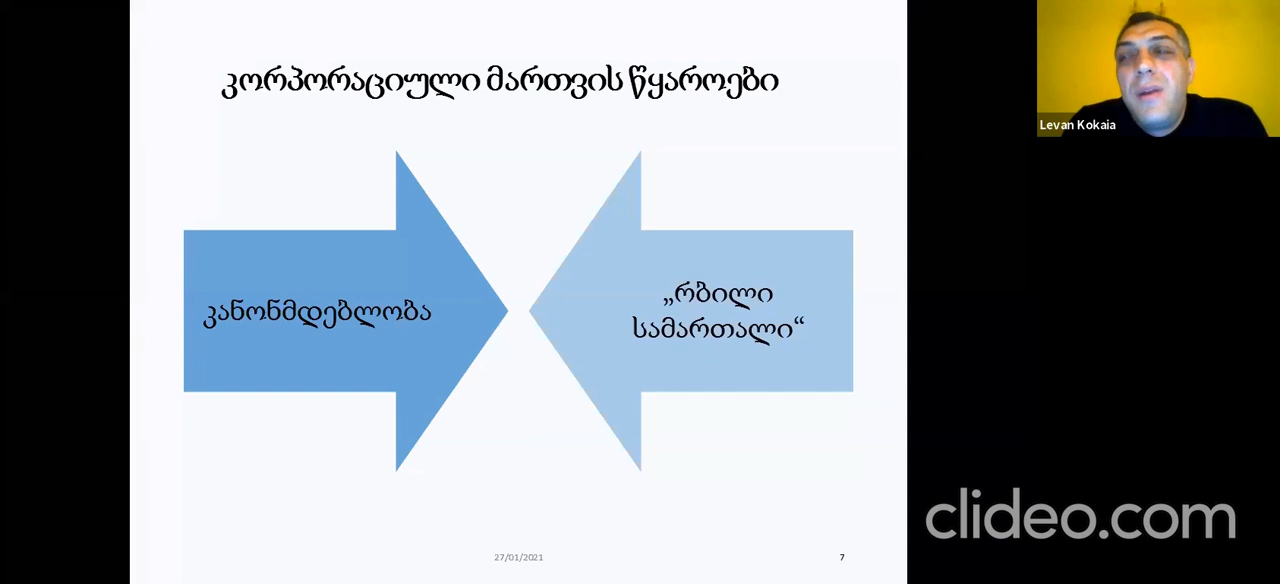 კორპორაციული მართვის წყაროები
Levan Kokaia
კანონმდებლობა
„რბილი
სამართალი“
clideo.com
27/01/2021
7